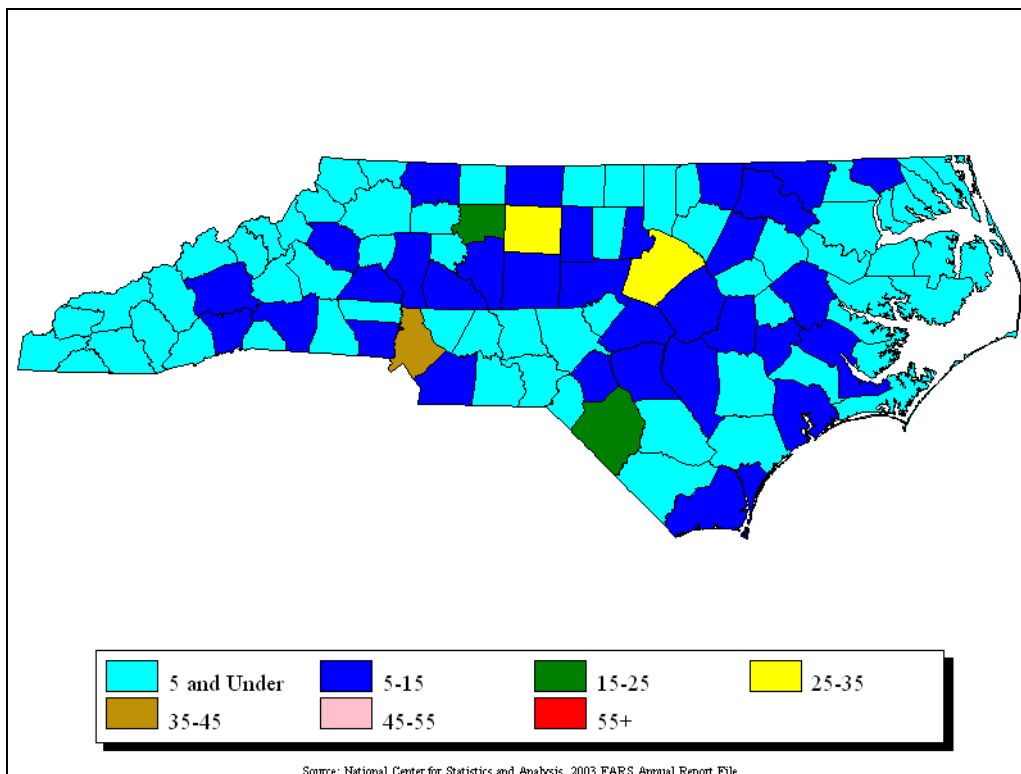 5 and Under 5-15 15-25 25-35
35-45 45-55 55+
Source: National Center for Statistics and Analysis, 2003 FARS Annual Report File